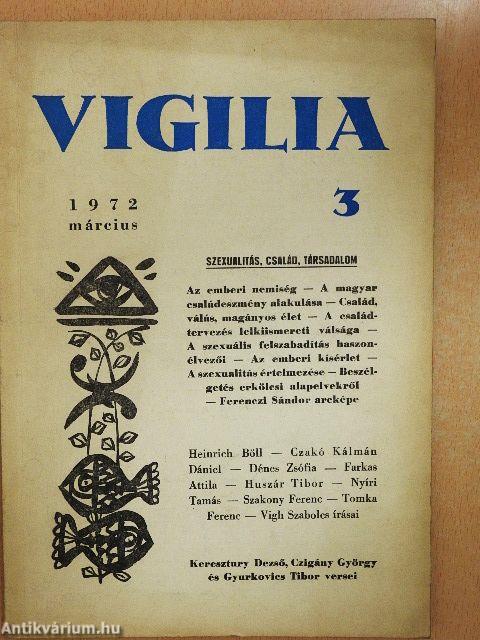 VIGILIA
1972
március
3
SZEXUALITÁS, CSALÁD, TÁRSADALOM
Az emberi nemiség — A magyar
családeszmény alakulása — Család,
válás, magányos élet — A család-
tervezés lelkiismereti válsága —
A szexuális felszabadítás haszon-
élvezői — Az emberi kísérlet —
A szexualitás értelmezése — Beszél-
getés erkölcsi alapelvekről
— Ferenczi Sándor arcképe
Heinrich Böll — Czakó Kálmán
Dániel — Dénes Zsófia — Farkas
Attila — Huszár Tibor — Nyíri
Tamás — Szakony Ferenc — Tomka
Ferenc — Vigh Szabolcs írásai
Keresztury Dezső, Czigány György
és Gyurkovics Tibor versei
Antikvárium.hu